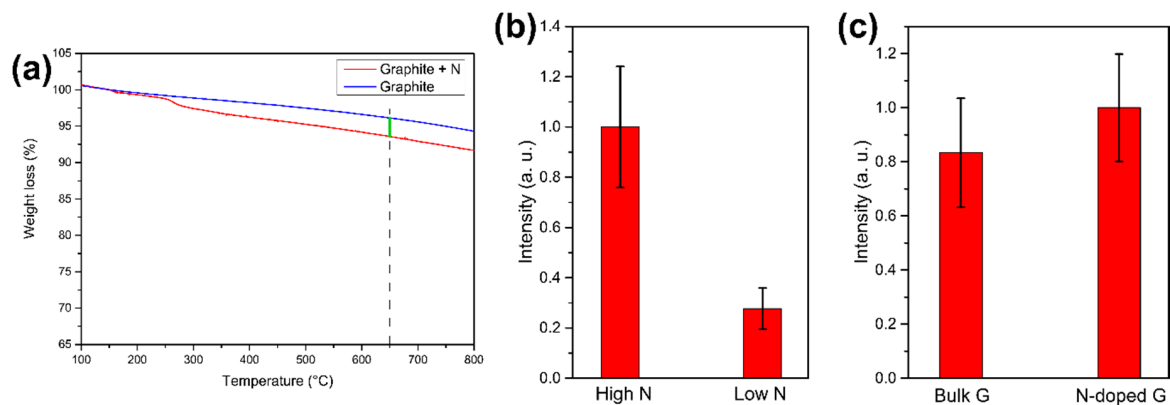 (a)
105
100
95
90
85
80
75
70
65
Weight loss (%)
100 200 300 400 500 600 700 800
Temperature (°C)
Graphite + N
Graphite
(b)
1.4
1.2
1.0
0.8
0.6
0.4
0.2
0.0
Intensity (a. u.)
High N Low N
(c)
1.2
1.0
0.8
0.6
0.4
0.2
0.0
Intensity (a. u.)
Bulk G N-doped G